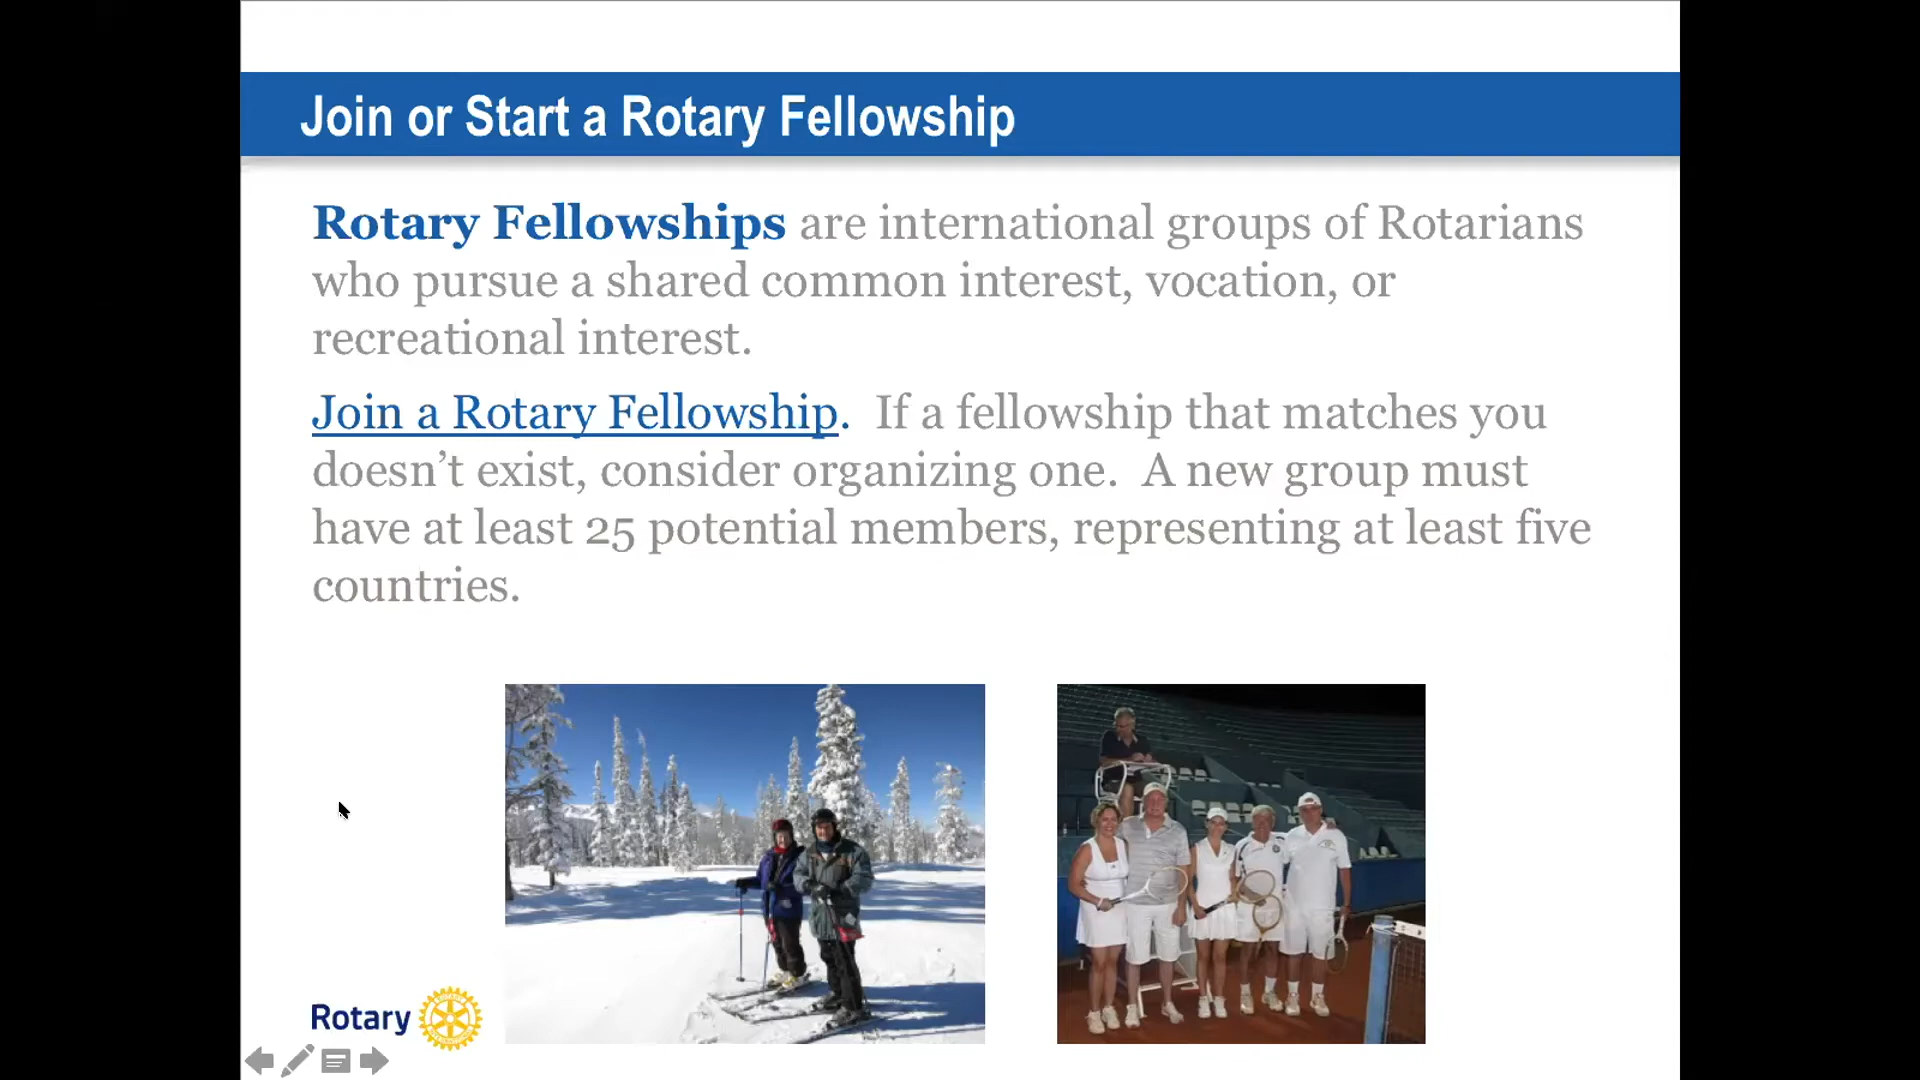 Join or Start a Rotary Fellowship
Rotary Fellowships are international groups of Rotarians
who pursue a shared common interest, vocation, or
recreational interest.
Join a Rotary Fellowship.  If a fellowship that matches you
doesn’t exist, consider organizing one.  A new group must
have at least 25 potential members, representing at least five
countries.
Rotary